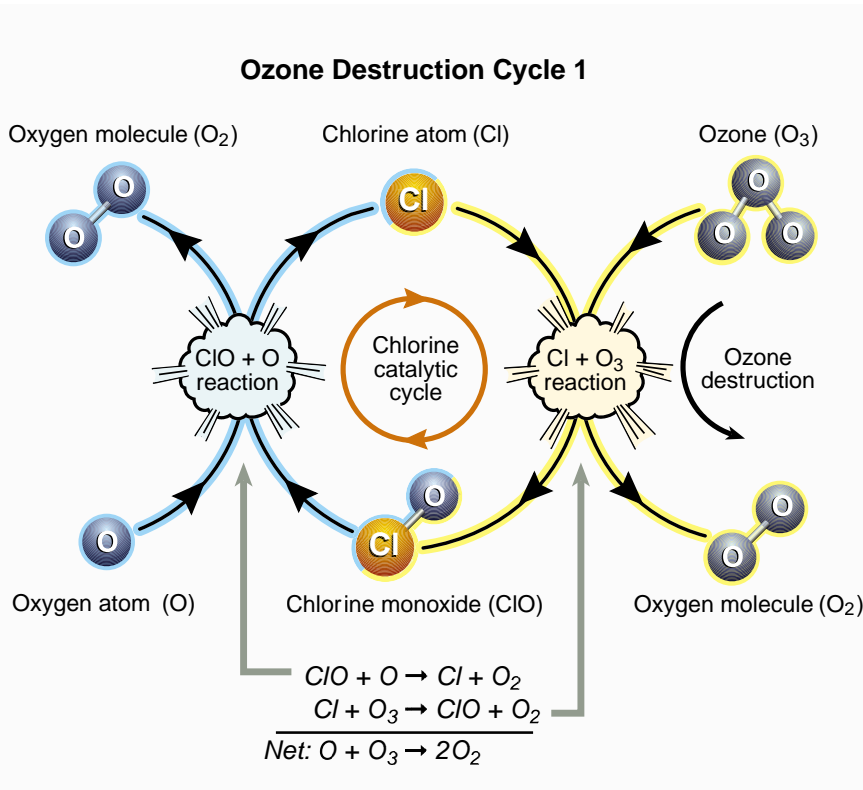 Ozone Destruction Cycle 1
Oxygen molecule (O₂)
Chlorine atom (Cl)
Ozone (O₃)
O
O
Cl
O
O
O
ClO + O
reaction
Chlorine
catalytic
cycle
Cl + O₃
reaction
Ozone
destruction
O
O
Cl
O
O
Oxygen atom (O)
Chlorine monoxide (ClO)
Oxygen molecule (O₂)
ClO + O → Cl + O₂
Cl + O₃ → ClO + O₂
Net: O + O₃ → 2O₂